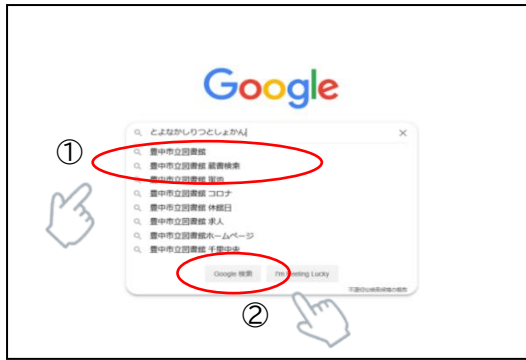 Google
とよなかしりつとしょかん
①
豊中市立図書館
豊中市立図書館 蔵書検索
豊中市立図書館
豊中市立図書館 コロナ
豊中市立図書館 休館日
豊中市立図書館 求人
豊中市立図書館ホームページ
豊中市立図書館 千里中央
Google 検索
I'm Feeling Lucky
②